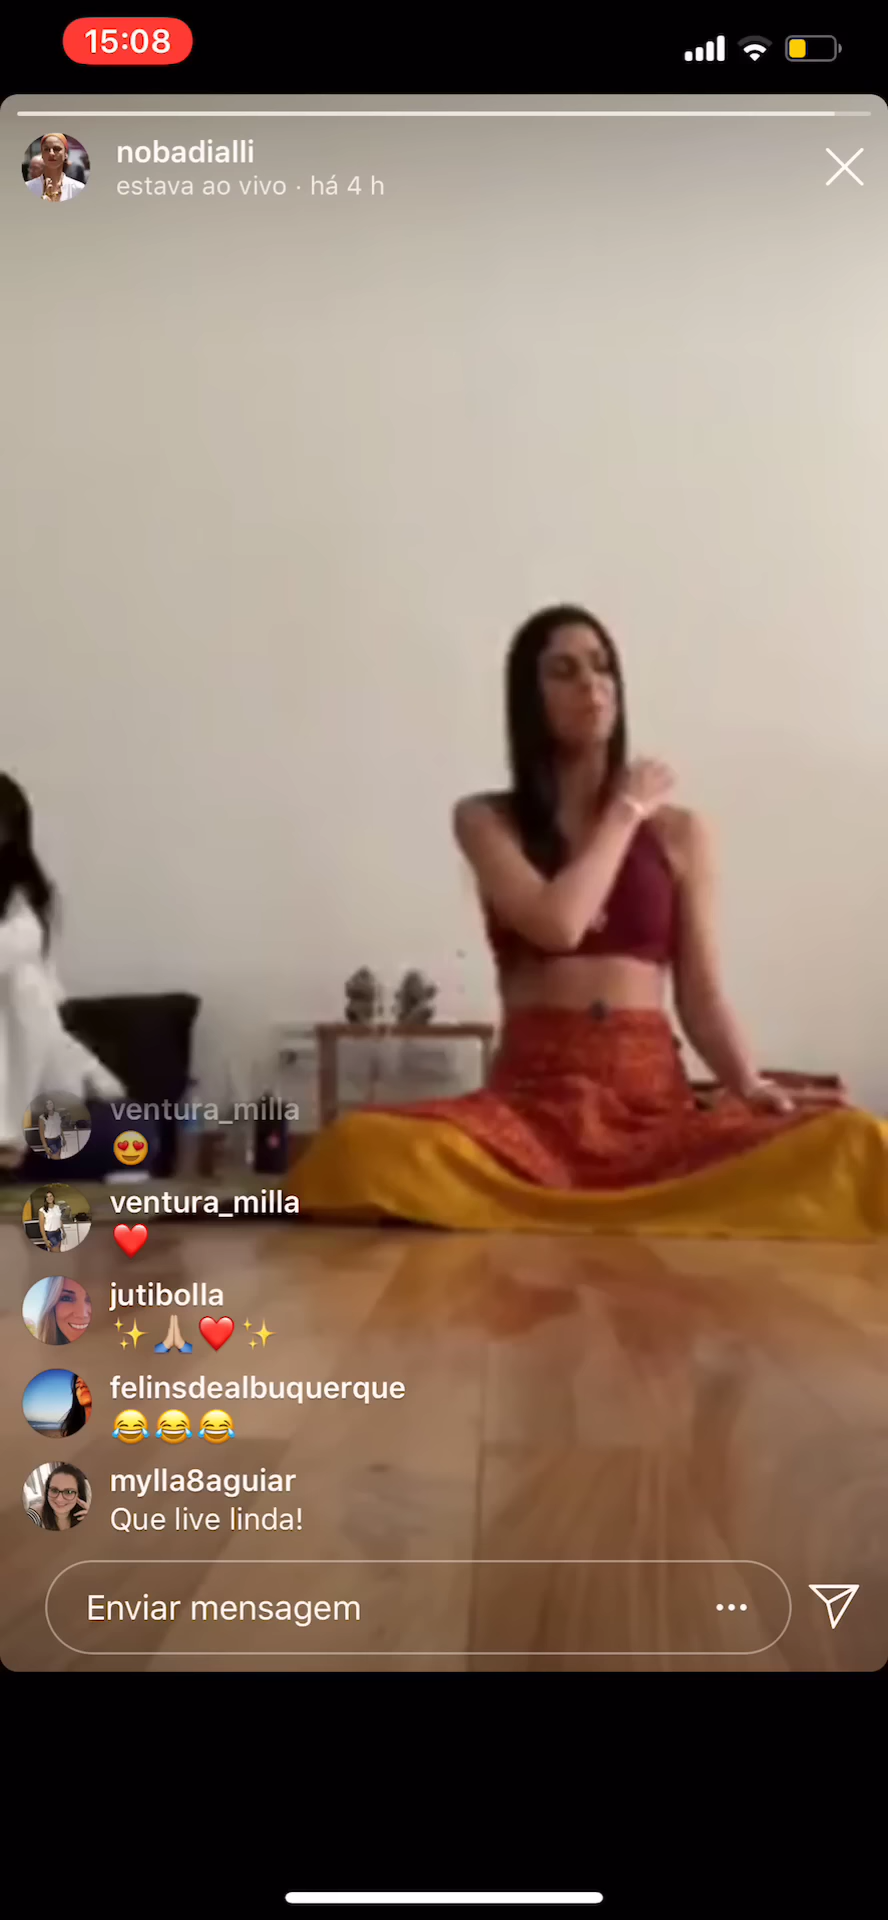 15:08
nobadialli
estava ao vivo · há 4 h
ventura_milla
😍
ventura_milla
❤️
jutibolla
✨🙏🏼❤️✨
felinsdealbuquerque
😂😂😂
mylla8aguiar
Que live linda!
Enviar mensagem